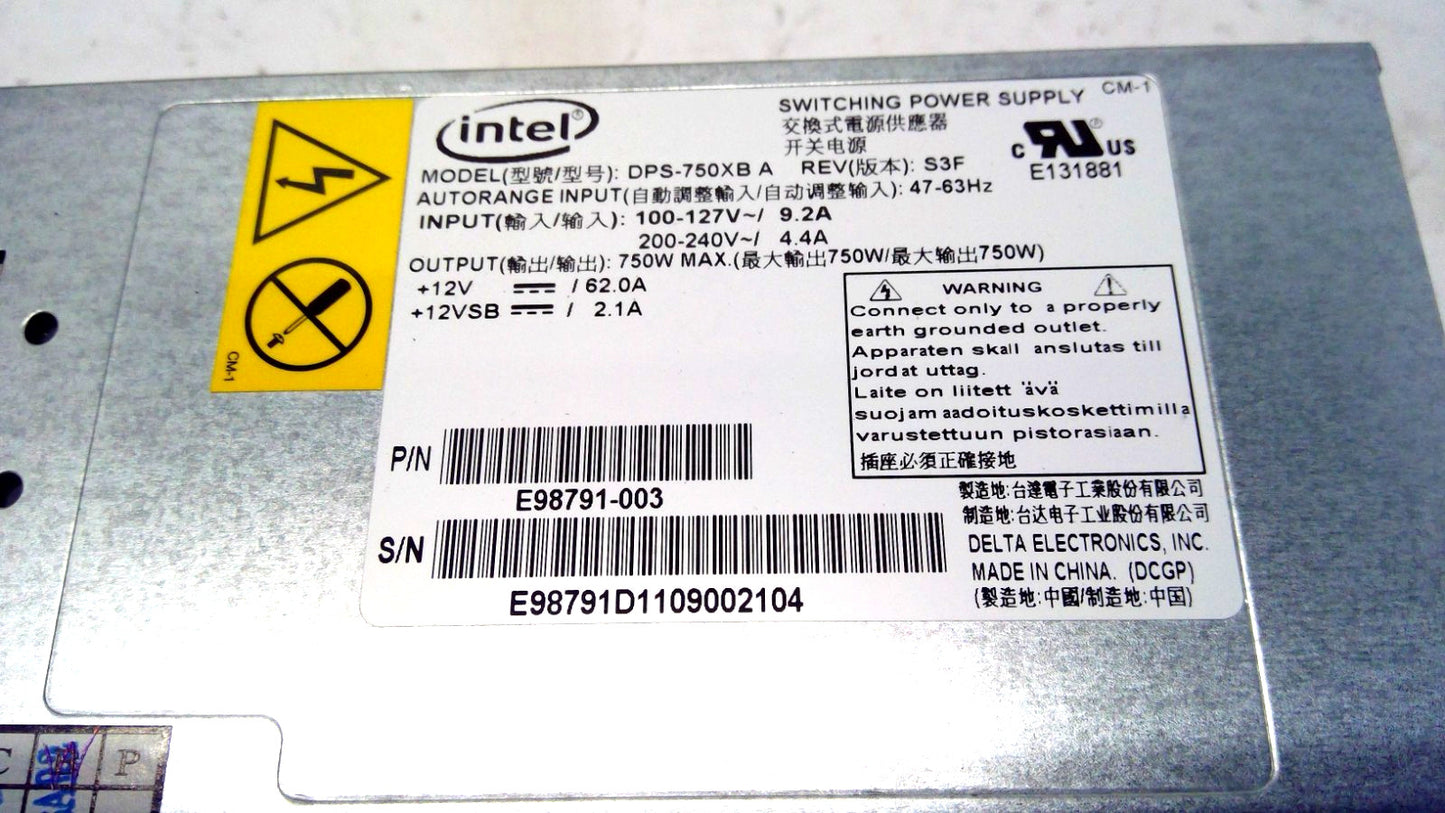 intel®
SWITCHING POWER SUPPLY
CM-1
交換式電源供應器
开关电源
c RU® US
E131881
MODEL(型號/型号): DPS-750XB A REV(版本): S3F
AUTORANGE INPUT(自動調整輸入/自动调整输入): 47-63Hz
INPUT(輸入/输入): 100-127V~/ 9.2A
200-240V~/ 4.4A
OUTPUT(輸出/输出): 750W MAX.(最大輸出750W/最大输出750W)
+12V ⎓ / 62.0A
+12VSB ⎓ / 2.1A
CM-1
WARNING
Connect only to a properly
earth grounded outlet.
Apparaten skall anslutas till
jordat uttag.
Laite on liitett ävä
suojamaadoituskoskettimilla
varustettuun pistorasiaan.
插座必須正確接地
P/N
E98791-003
S/N
E98791D1109002104
製造地:台達電子工業股份有限公司
制造地:台达电子工业股份有限公司
DELTA ELECTRONICS, INC.
MADE IN CHINA. (DCGP)
(製造地:中國/制造地:中国)
C
P